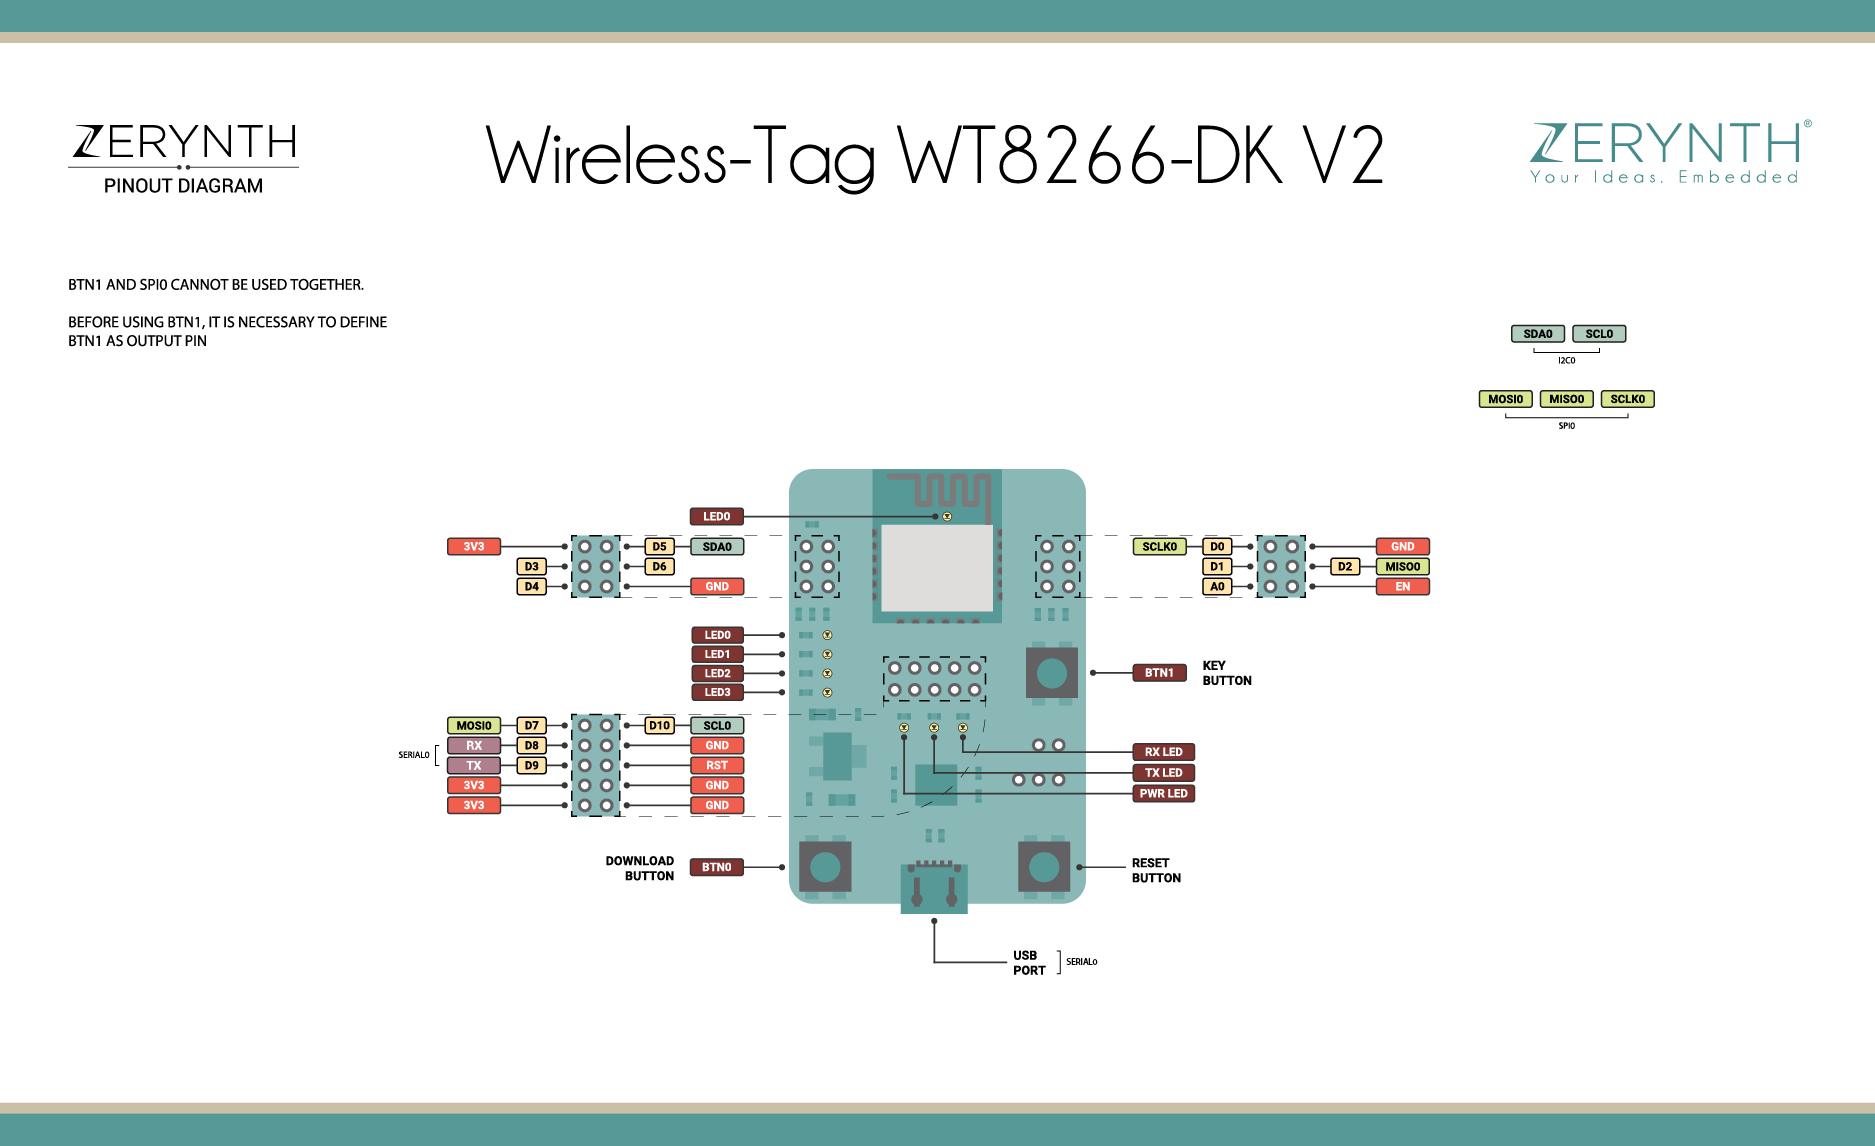 ZERYNTH
PINOUT DIAGRAM
Wireless-Tag WT8266-DK V2
ZERYNTH®
Your Ideas. Embedded
BTN1 AND SPI0 CANNOT BE USED TOGETHER.
BEFORE USING BTN1, IT IS NECESSARY TO DEFINE
BTN1 AS OUTPUT PIN
SDA0 SCL0
I2C0
MOSI0 MISO0 SCLK0
SPI0
LED0
3V3 D5 SDA0
D3 D6
D4 GND
SCLK0 D0 GND
D1 D2 MISO0
A0 EN
LED0
LED1
LED2
LED3
BTN1
KEY
BUTTON
MOSI0 D7 D10 SCL0
SERIAL0
RX D8 GND
TX D9 RST
3V3 GND
3V3 GND
RX LED
TX LED
PWR LED
DOWNLOAD
BUTTON
BTN0
RESET
BUTTON
USB
PORT
SERIAL0